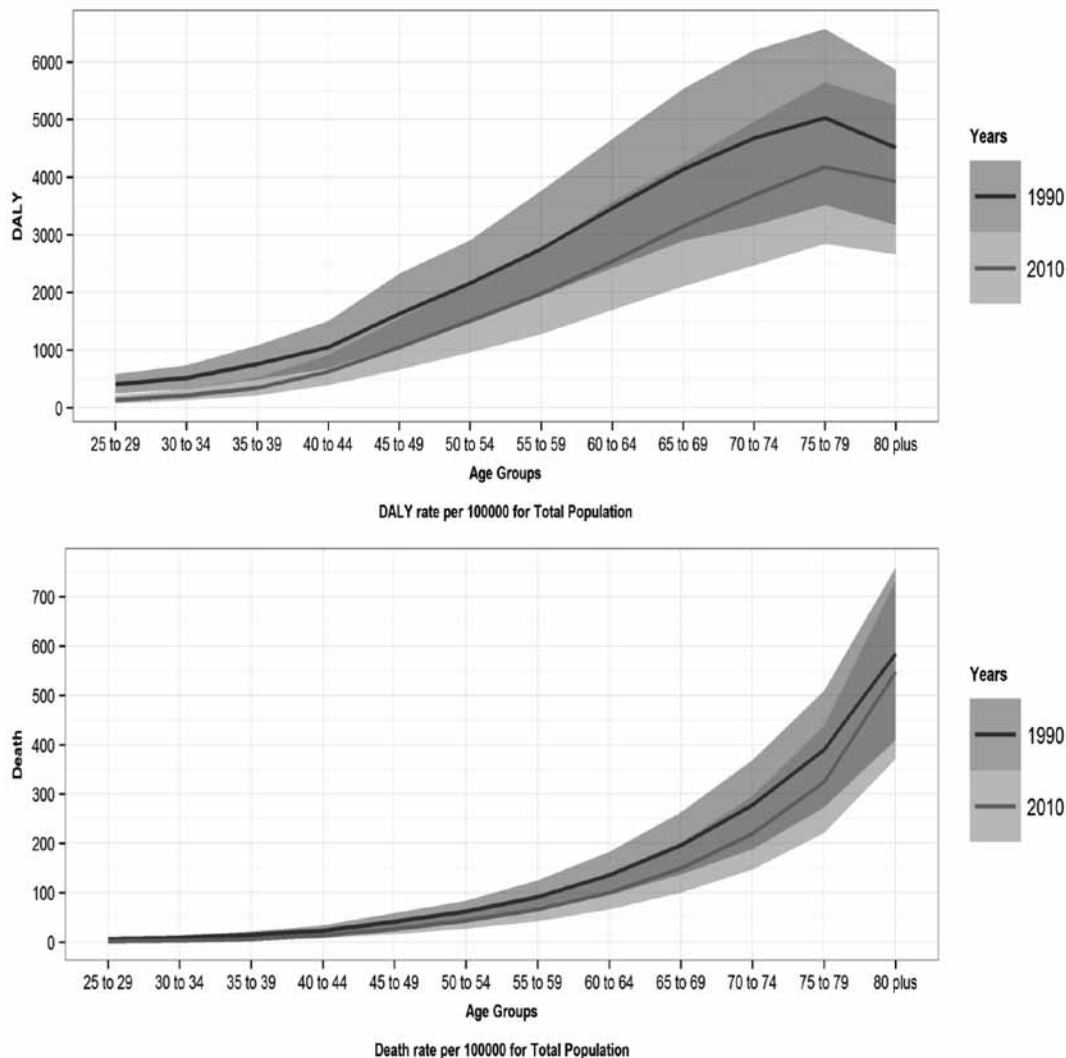 6000
5000
4000
3000
2000
1000
0
DALY
25 to 29 30 to 34 35 to 39 40 to 44 45 to 49 50 to 54 55 to 59 60 to 64 65 to 69 70 to 74 75 to 79 80 plus
Age Groups
DALY rate per 100000 for Total Population
Years
1990
2010
700
600
500
400
300
200
100
0
Death
25 to 29 30 to 34 35 to 39 40 to 44 45 to 49 50 to 54 55 to 59 60 to 64 65 to 69 70 to 74 75 to 79 80 plus
Age Groups
Death rate per 100000 for Total Population
Years
1990
2010